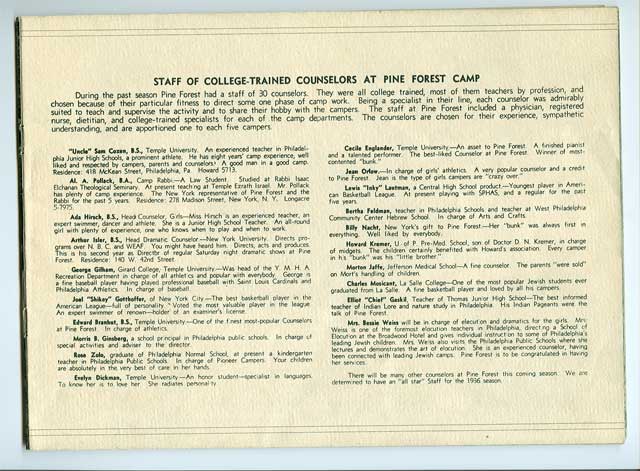 STAFF OF COLLEGE-TRAINED COUNSELORS AT PINE FOREST CAMP
During the past season Pine Forest had a staff of 30 counselors. They were all college trained, most of them teachers by profession, and
chosen because of their particular fitness to direct some one phase of camp work. Being a specialist in their line, each counselor was admirably
suited to teach and supervise the activity and to share their hobby with the campers. The staff at Pine Forest included a physician, registered
nurse, dietitian, and college-trained specialists for each of the camp departments. The counselors are chosen for their experience, sympathetic
understanding, and are apportioned one to each five campers.
"Uncle" Sam Cozen, B.S., Temple University. An experienced teacher in Philadel-
phia Junior High Schools, a prominent athlete. He has eight years' camp experience, well
liked and respected by campers, parents and counselors! A good man in a good camp.
Residence: 418 McKean Street, Philadelphia, Pa. Howard 5713.
Al. A. Pollack, B.A., Camp Rabbi.—A Law Student. Studied at Rabbi Isaac
Elchanan Theological Seminary. At present teaching at Temple Ezrath Israel. Mr. Pollack
has plenty of camp experience. The New York representative of Pine Forest and the
Rabbi for the past 5 years. Residence: 278 Madison Street, New York, N. Y. Longacre
5-7975.
Ada Hirsch, B.S., Head Counselor, Girls—Miss Hirsch is an experienced teacher, an
expert swimmer, dancer and athlete. She is a Junior High School Teacher. An all-round
girl with plenty of experience, one who knows when to play and when to work.
Arthur Isler, B.S., Head Dramatic Counselor—New York University. Directs pro-
grams over N. B. C. and WEAF. You might have heard him. Directs, acts and produces.
This is his second year as Director of regular Saturday night dramatic shows at Pine
Forest. Residence: 140 W. 42nd Street.
George Gilham, Girard College, Temple University—Was head of the Y. M. H. A.
Recreation Department in charge of all athletics and popular with everybody. George is
a fine baseball player having played professional baseball with Saint Louis Cardinals and
Philadelphia Athletics. In charge of baseball.
Joel "Shikey" Gotthoffer, of New York City—The best basketball player in the
American League—full of personality. Voted the most valuable player in the league.
An expert swimmer of renown—holder of an examiner's license.
Edward Brankut, B.S., Temple University—One of the finest most-popular Counselors
at Pine Forest. In charge of athletics.
Morris B. Ginsberg, a school principal in Philadelphia public schools. In charge of
special activities and adviser to the director.
Rose Zolo, graduate of Philadelphia Normal School, at present a kindergarten
teacher in Philadelphia Public Schools. In charge of Pioneer Campers. Your children
are absolutely in the very best of care in her hands.
Evelyn Dickman, Temple University—An honor student—specialist in languages.
To know her is to love her. She radiates personality.
Cecile Englander, Temple University—An asset to Pine Forest. A finished pianist
and a talented performer. The best-liked Counselor at Pine Forest. Winner of most-
contented "bunk."
Jean Orlow,—In charge of girls' athletics. A very popular counselor and a credit
to Pine Forest. Jean is the type of girls campers are "crazy over."
Lewis "Inky" Lautman, a Central High School product.—Youngest player in Ameri-
can Basketball League. At present playing with SPHAS, and a regular for the past
five years.
Bertha Feldman, teacher in Philadelphia Schools and teacher at West Philadelphia
Community Center Hebrew School. In charge of Arts and Crafts.
Billy Nacht, New York's gift to Pine Forest.—Her "bunk" was always first in
everything. Well liked by everybody.
Howard Kremer, U. of P. Pre-Med. School, son of Doctor D. N. Kremer, in charge
of midgets. The children certainly benefited with Howard's association. Every camper
in his "bunk" was his "little brother."
Morton Jaffe, Jefferson Medical School—A fine counselor. The parents "were sold"
on Mort's handling of children.
Charles Mosicant, La Salle College—One of the most popular Jewish students ever
graduated from La Salle. A fine basketball player and loved by all his campers.
Elliot "Chief" Gaskil, Teacher of Thomas Junior High School—The best informed
teacher of Indian Lore and nature study in Philadelphia. His Indian Pageants were the
talk of Pine Forest.
Mrs. Bessie Weiss will be in charge of elocution and dramatics for the girls. Mrs.
Weiss is one of the foremost elocution teachers in Philadelphia, directing a School of
Elocution at the Broadwood Hotel and gives individual instruction to some of Philadelphia's
leading Jewish children. Mrs. Weiss also visits the Philadelphia Public Schools where she
lectures and demonstrates the art of elocution. She is an experienced counselor, having
been connected with leading Jewish camps. Pine Forest is to be congratulated in having
her services.
There will be many other counselors at Pine Forest this coming season. We are
determined to have an "all star" Staff for the 1936 season.